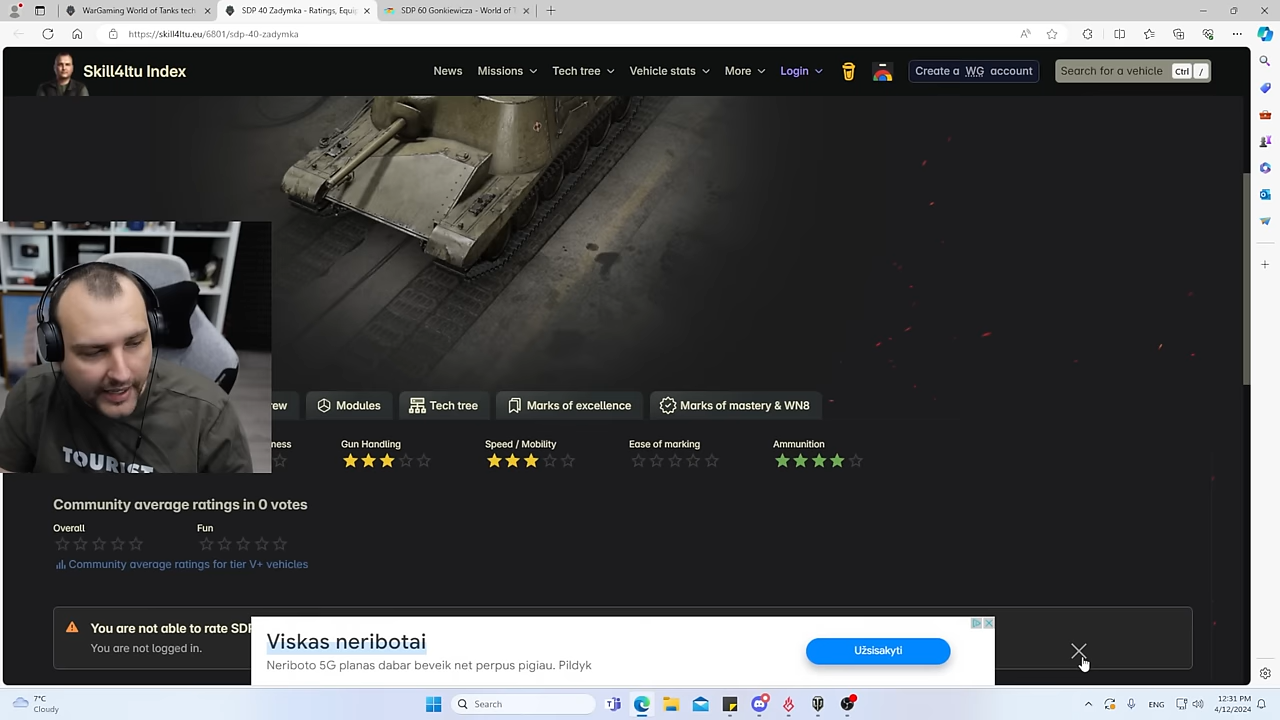 WarGaming World of Tanks tech
SDP 40 Zadymka - Ratings, Equip
SDP 60 Gonkiewicza - World of T
https://skill4ltu.eu/6801/sdp-40-zadymka
Skill4ltu Index
News
Missions
Tech tree
Vehicle stats
More
Login
Create a WG account
Search for a vehicle
Ctrl
/
ew
Modules
Tech tree
Marks of excellence
Marks of mastery & WN8
ness
Gun Handling
Speed / Mobility
Ease of marking
Ammunition
TOURIST
Community average ratings in 0 votes
Overall
Fun
Community average ratings for tier V+ vehicles
You are not able to rate SDP
You are not logged in.
Viskas neribotai
Neriboto 5G planas dabar beveik net perpus pigiau. Pildyk
Užsisakyti
7°C
Cloudy
Search
ENG
12:31 PM
4/12/2024